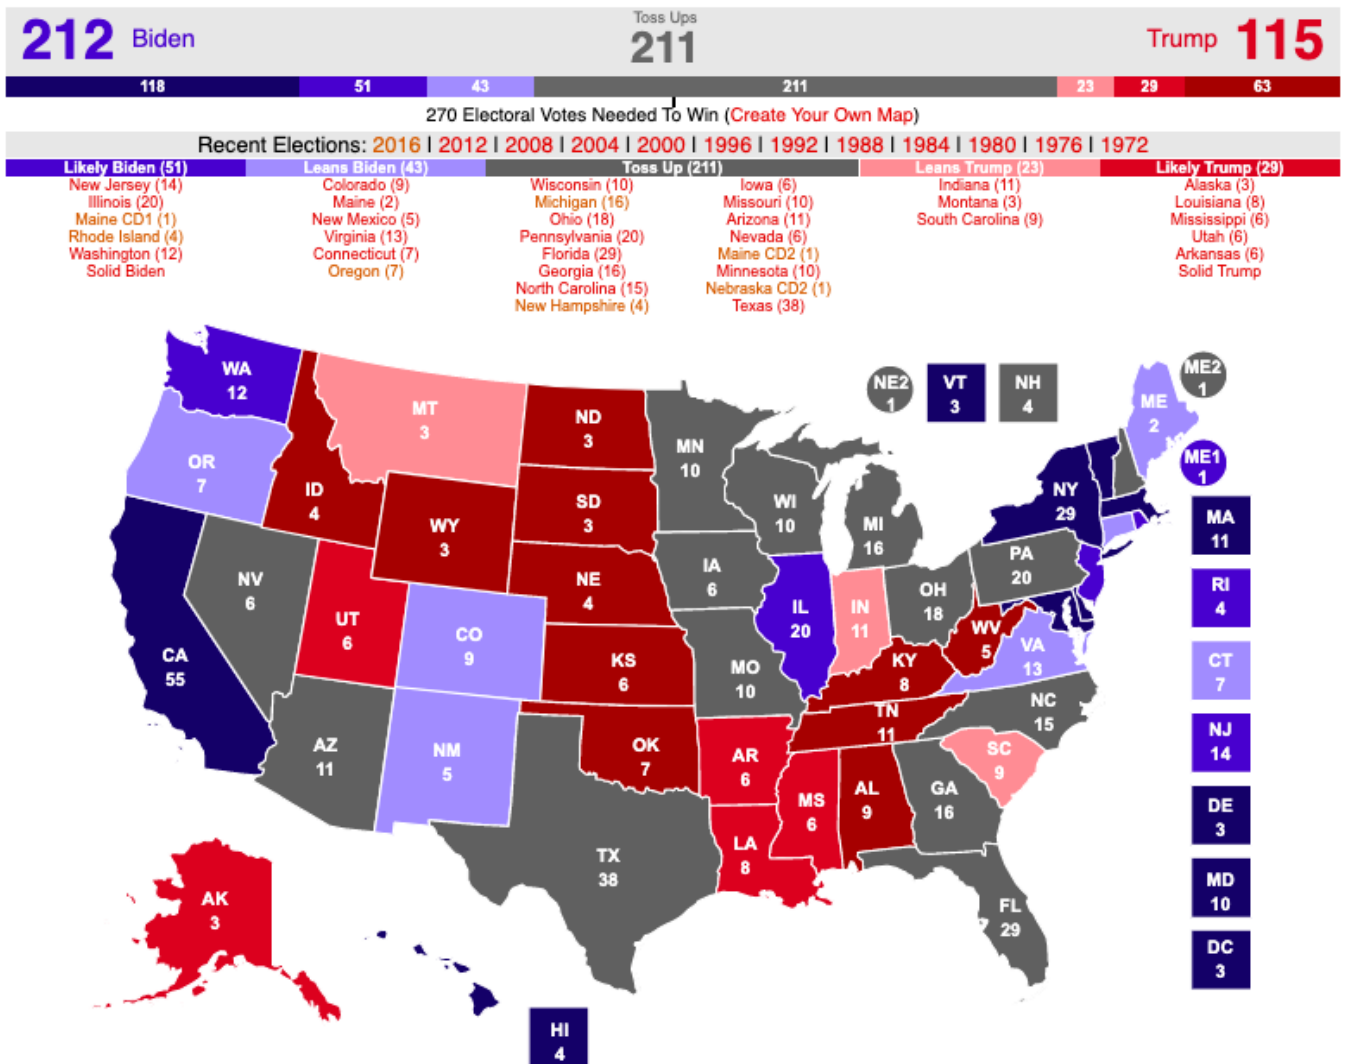 212 Biden
Toss Ups
211
Trump 115
118 51 43 211 23 29 63
270 Electoral Votes Needed To Win (Create Your Own Map)
Recent Elections: 2016 | 2012 | 2008 | 2004 | 2000 | 1996 | 1992 | 1988 | 1984 | 1980 | 1976 | 1972
Likely Biden (51)
New Jersey (14)
Illinois (20)
Maine CD1 (1)
Rhode Island (4)
Washington (12)
Solid Biden
Leans Biden (43)
Colorado (9)
Maine (2)
New Mexico (5)
Virginia (13)
Connecticut (7)
Oregon (7)
Toss Up (211)
Wisconsin (10)
Michigan (16)
Ohio (18)
Pennsylvania (20)
Florida (29)
Georgia (16)
North Carolina (15)
New Hampshire (4)
Iowa (6)
Missouri (10)
Arizona (11)
Nevada (6)
Maine CD2 (1)
Minnesota (10)
Nebraska CD2 (1)
Texas (38)
Leans Trump (23)
Indiana (11)
Montana (3)
South Carolina (9)
Likely Trump (29)
Alaska (3)
Louisiana (8)
Mississippi (6)
Utah (6)
Arkansas (6)
Solid Trump
WA
12
OR
7
CA
55
NV
6
ID
4
MT
3
WY
3
UT
6
AZ
11
CO
9
NM
5
ND
3
SD
3
NE
4
KS
6
OK
7
TX
38
MN
10
IA
6
MO
10
AR
6
LA
8
WI
10
IL
20
MS
6
MI
16
IN
11
KY
8
TN
11
AL
9
OH
18
WV
5
GA
16
FL
29
SC
9
NC
15
VA
13
PA
20
NY
29
ME
2
NE2
1
VT
3
NH
4
ME2
1
ME1
1
MA
11
RI
4
CT
7
NJ
14
DE
3
MD
10
DC
3
AK
3
HI
4